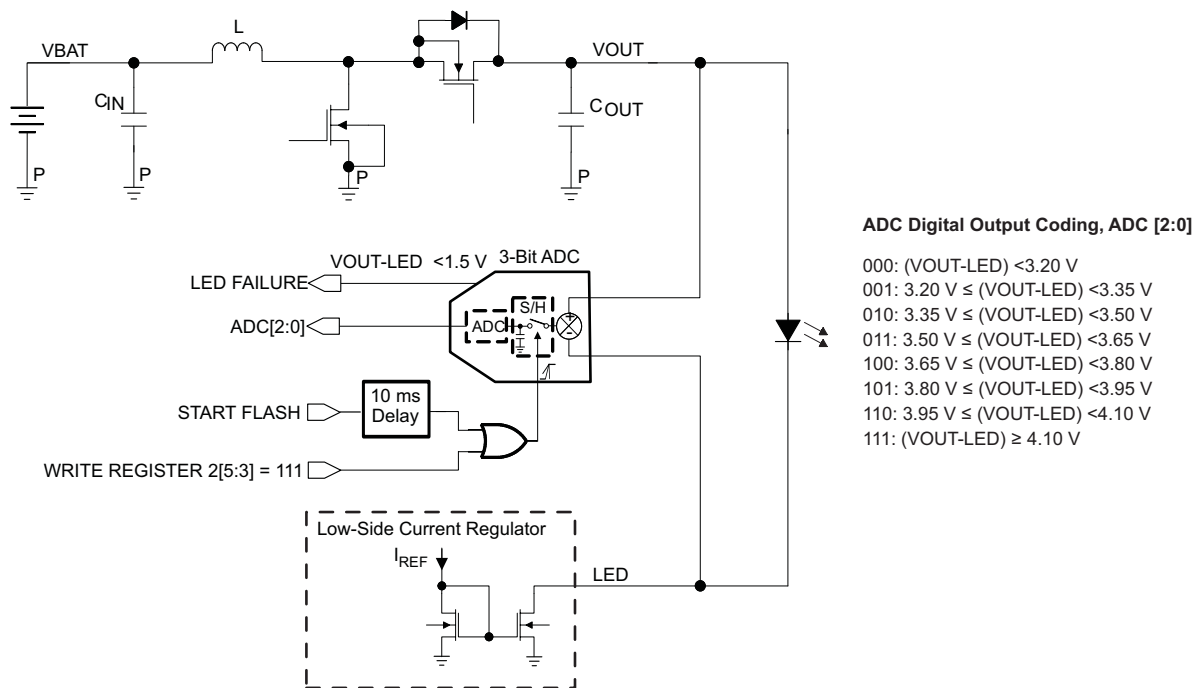 L
VBAT
VOUT
CIN
COUT
P
P
P
P
ADC Digital Output Coding, ADC [2:0]
000: (VOUT-LED) <3.20 V
001: 3.20 V ≤ (VOUT-LED) <3.35 V
010: 3.35 V ≤ (VOUT-LED) <3.50 V
011: 3.50 V ≤ (VOUT-LED) <3.65 V
100: 3.65 V ≤ (VOUT-LED) <3.80 V
101: 3.80 V ≤ (VOUT-LED) <3.95 V
110: 3.95 V ≤ (VOUT-LED) <4.10 V
111: (VOUT-LED) ≥ 4.10 V
VOUT-LED <1.5 V
3-Bit ADC
LED FAILURE
S/H
ADC[2:0]
ADC
10 ms
Delay
START FLASH
WRITE REGISTER 2[5:3] = 111
Low-Side Current Regulator
IREF
LED